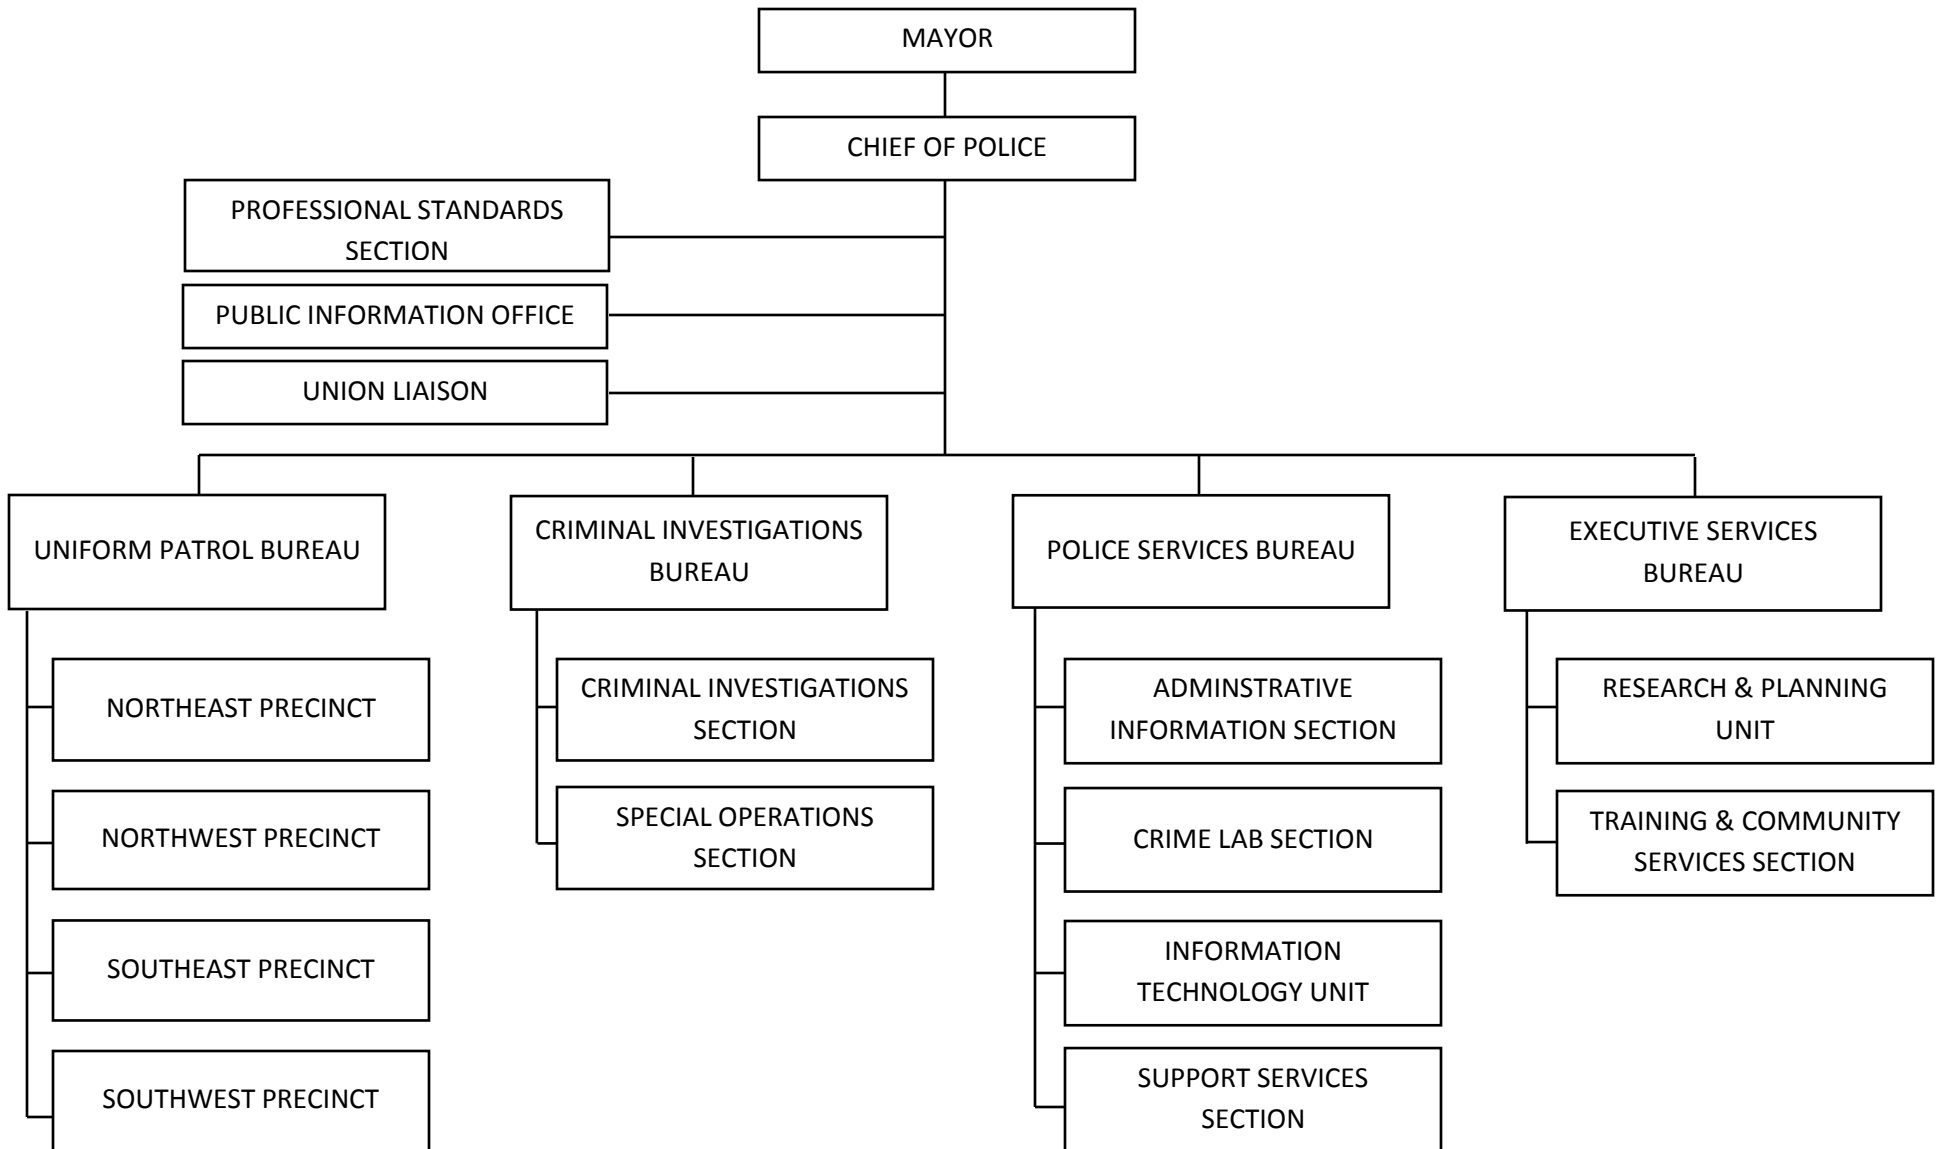 MAYOR
CHIEF OF POLICE
PROFESSIONAL STANDARDS
SECTION
PUBLIC INFORMATION OFFICE
UNION LIAISON
UNIFORM PATROL BUREAU
CRIMINAL INVESTIGATIONS
BUREAU
POLICE SERVICES BUREAU
EXECUTIVE SERVICES
BUREAU
NORTHEAST PRECINCT
NORTHWEST PRECINCT
SOUTHEAST PRECINCT
SOUTHWEST PRECINCT
CRIMINAL INVESTIGATIONS
SECTION
SPECIAL OPERATIONS
SECTION
ADMINSTRATIVE
INFORMATION SECTION
CRIME LAB SECTION
INFORMATION
TECHNOLOGY UNIT
SUPPORT SERVICES
SECTION
RESEARCH & PLANNING
UNIT
TRAINING & COMMUNITY
SERVICES SECTION